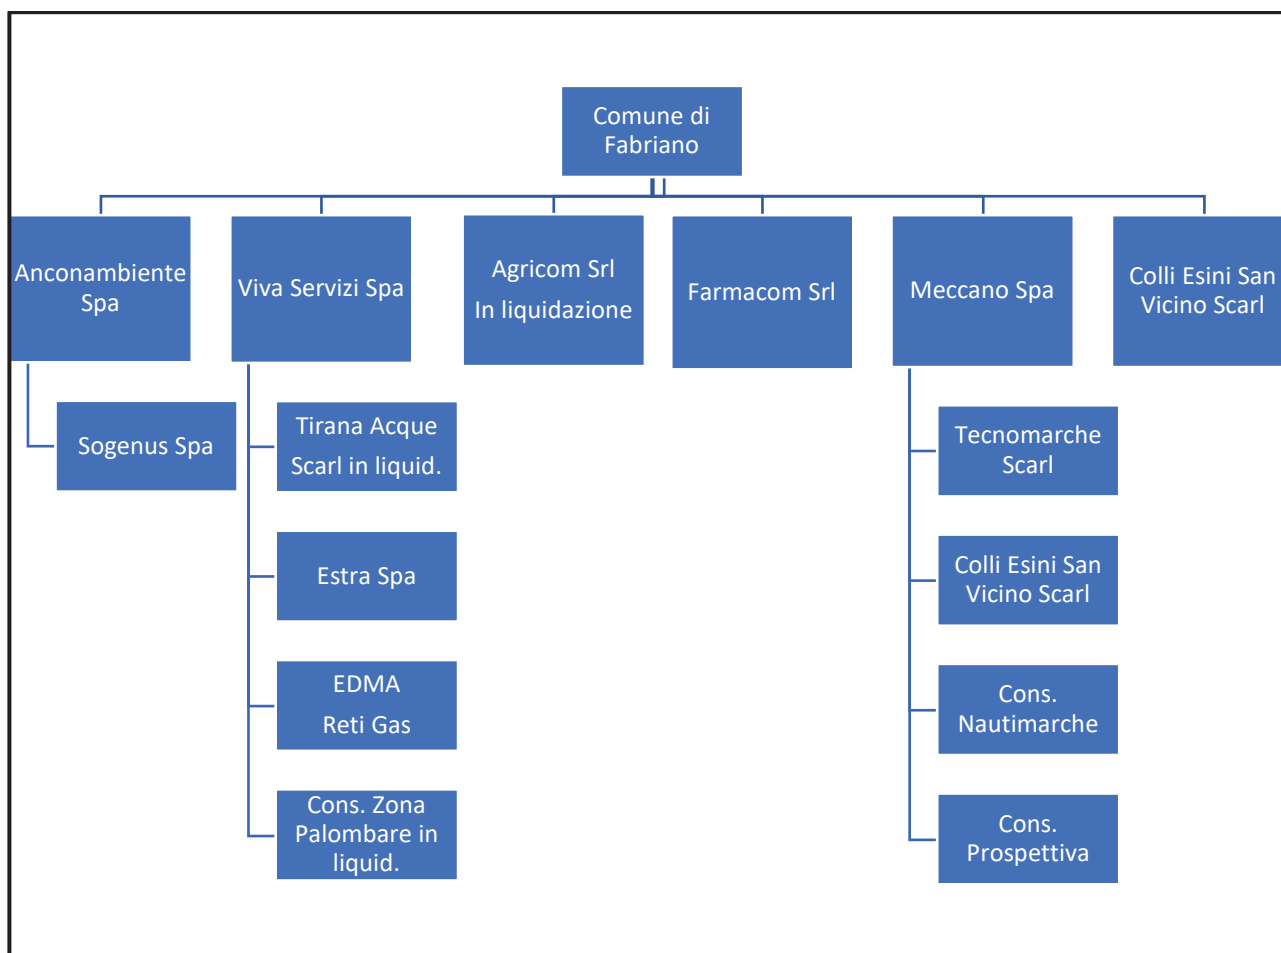 Comune di
Fabriano
Anconambiente
Spa
Viva Servizi Spa
Agricom Srl
In liquidazione
Farmacom Srl
Meccano Spa
Colli Esini San
Vicino Scarl
Sogenus Spa
Tirana Acque
Scarl in liquid.
Estra Spa
EDMA
Reti Gas
Cons. Zona
Palombare in
liquid.
Tecnomarche
Scarl
Colli Esini San
Vicino Scarl
Cons.
Nautimarche
Cons.
Prospettiva